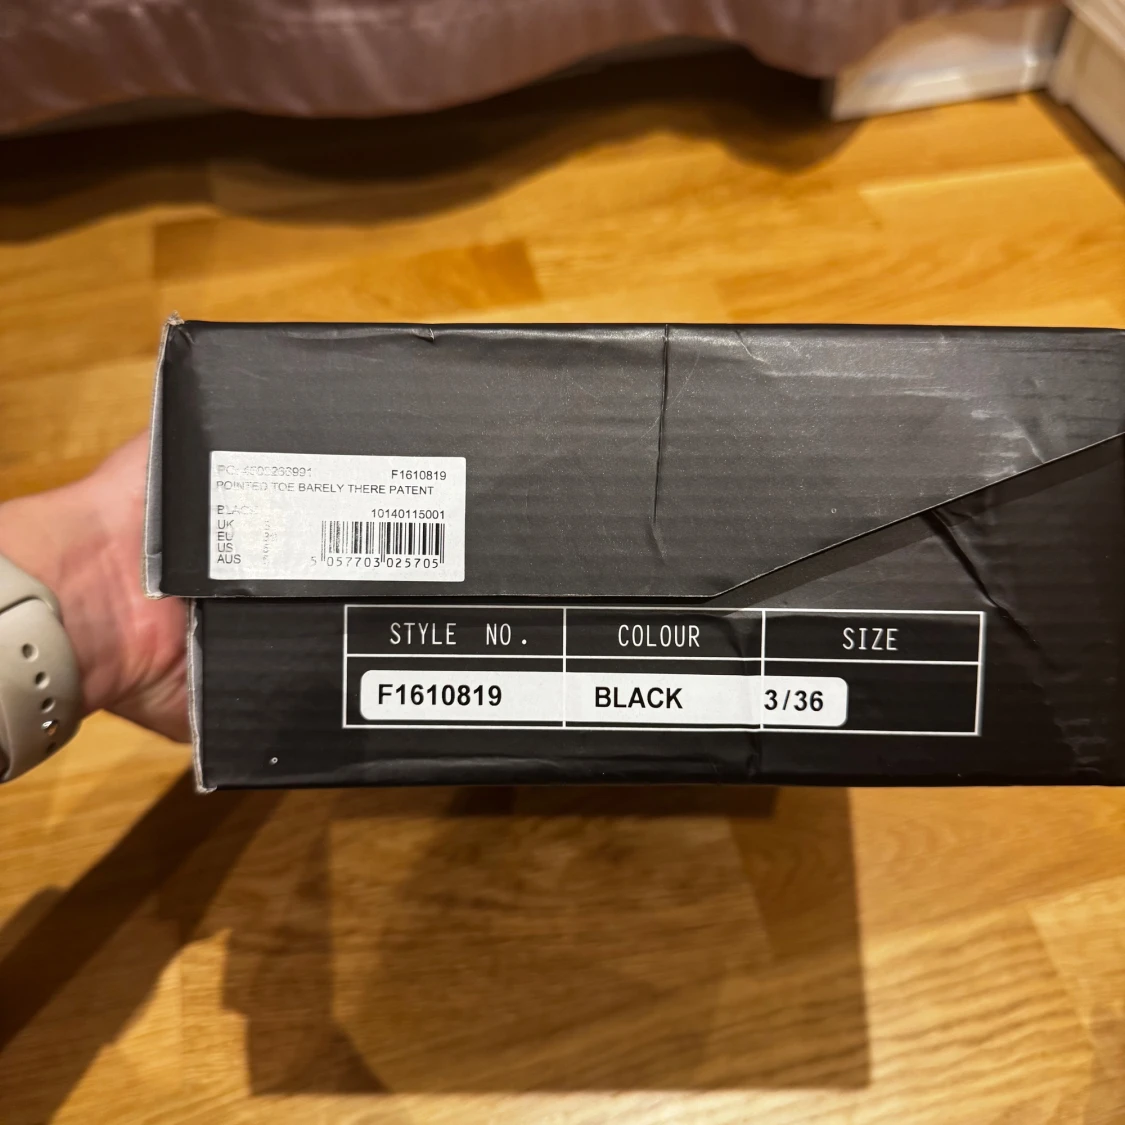 F1610819
POINTED TOE BARELY THERE PATENT
BLACK 10140115001
UK
EU
US
AUS
5 057703 025705
STYLE NO. COLOUR SIZE
F1610819 BLACK 3/36